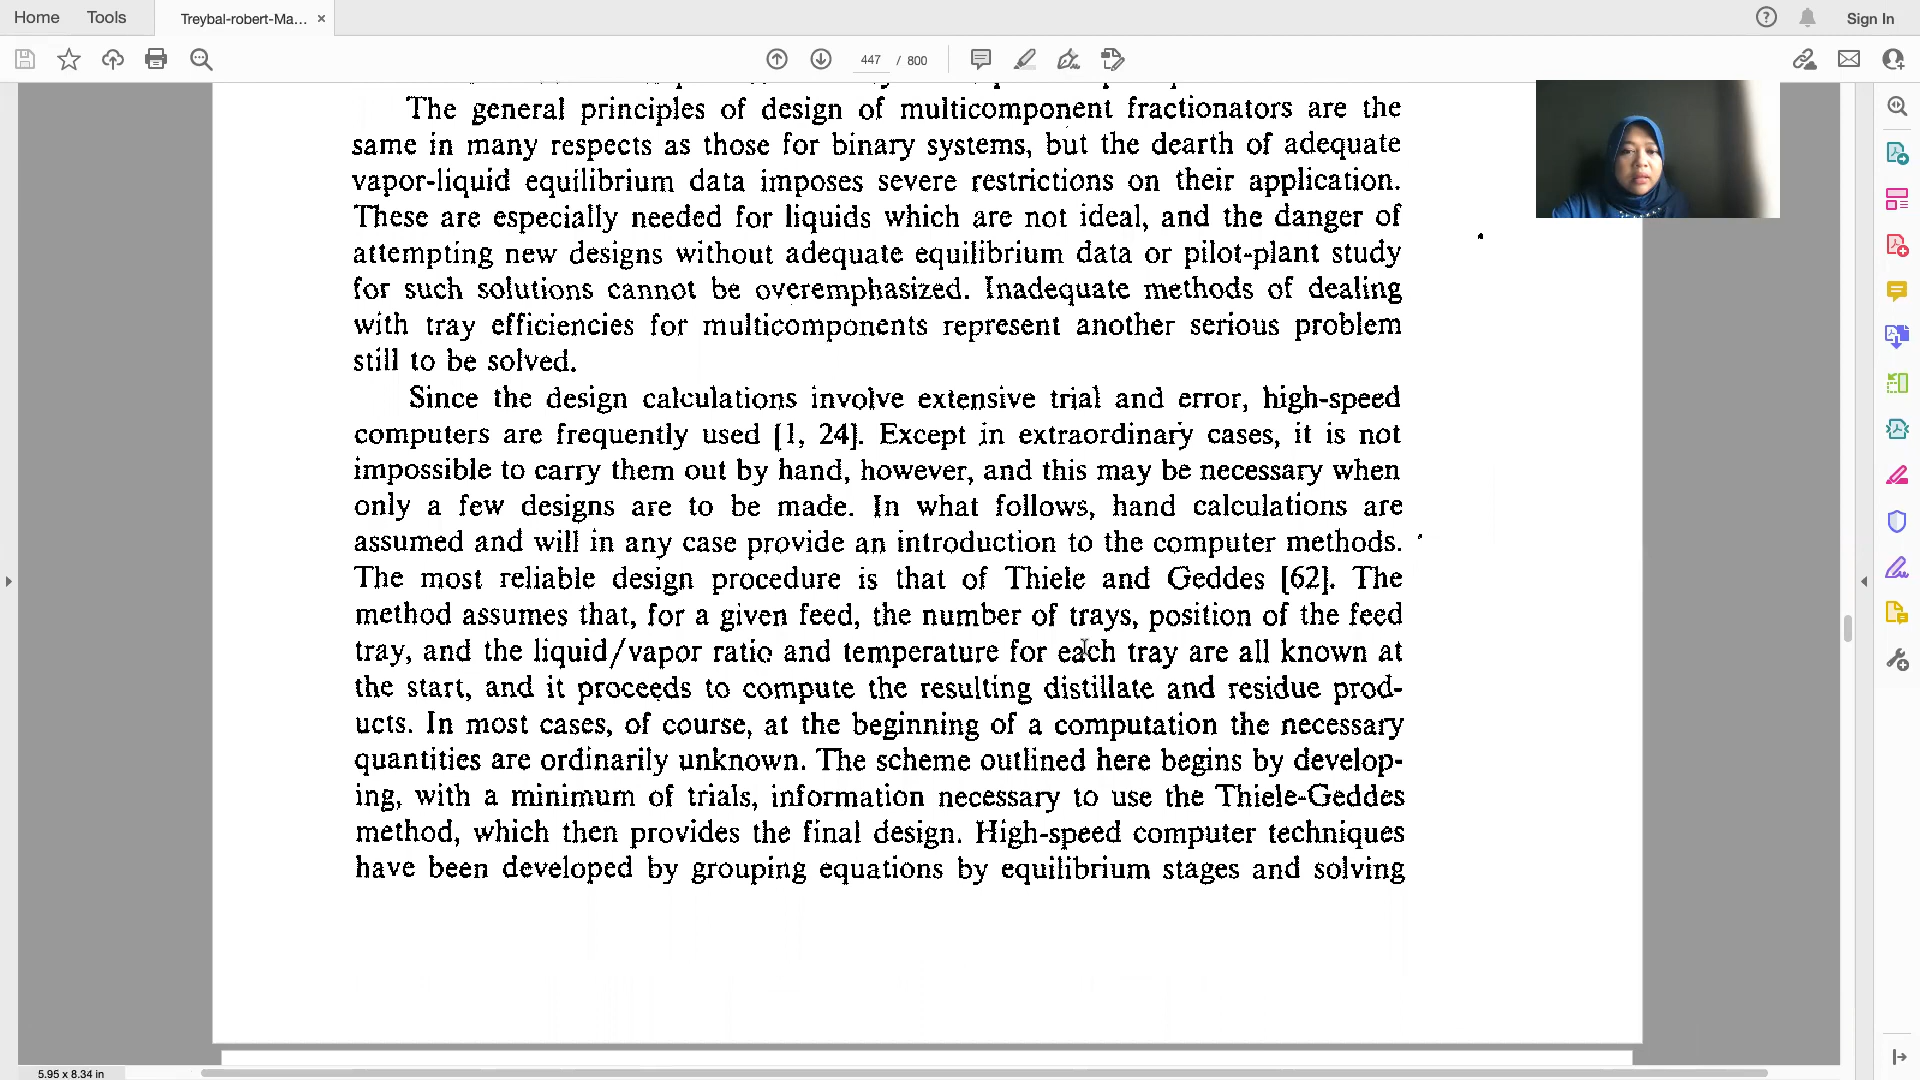 Home Tools Treybal-robert-Ma... × Sign In
447 / 800
The general principles of design of multicomponent fractionators are the
same in many respects as those for binary systems, but the dearth of adequate
vapor-liquid equilibrium data imposes severe restrictions on their application.
These are especially needed for liquids which are not ideal, and the danger of
attempting new designs without adequate equilibrium data or pilot-plant study
for such solutions cannot be overemphasized. Inadequate methods of dealing
with tray efficiencies for multicomponents represent another serious problem
still to be solved.
Since the design calculations involve extensive trial and error, high-speed
computers are frequently used [1, 24]. Except in extraordinary cases, it is not
impossible to carry them out by hand, however, and this may be necessary when
only a few designs are to be made. In what follows, hand calculations are
assumed and will in any case provide an introduction to the computer methods.
The most reliable design procedure is that of Thiele and Geddes [62]. The
method assumes that, for a given feed, the number of trays, position of the feed
tray, and the liquid/vapor ratio and temperature for each tray are all known at
the start, and it proceeds to compute the resulting distillate and residue prod-
ucts. In most cases, of course, at the beginning of a computation the necessary
quantities are ordinarily unknown. The scheme outlined here begins by develop-
ing, with a minimum of trials, information necessary to use the Thiele-Geddes
method, which then provides the final design. High-speed computer techniques
have been developed by grouping equations by equilibrium stages and solving
5.95 x 8.34 in